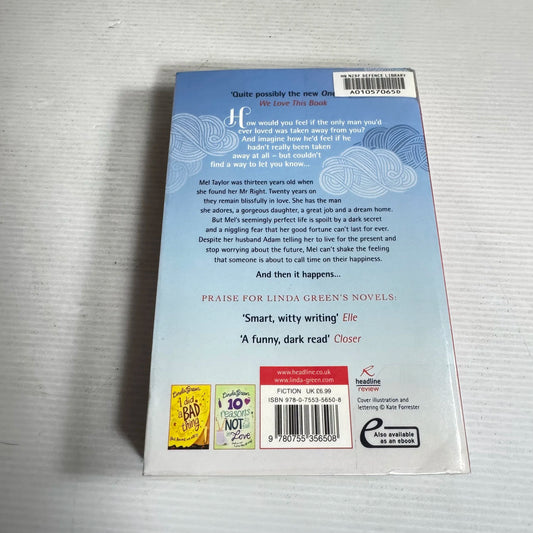 HW NZDF DEFENCE LIBRARY
A010570658
'Quite possibly the new One
We Love This Book
How would you feel if the only man you'd
ever loved was taken away from you?
And imagine how he'd feel if he
hadn't really been taken
away at all – but couldn't
find a way to let you know...
Mel Taylor was thirteen years old when
she found her Mr Right. Twenty years on
they remain blissfully in love. She has the man
she adores, a gorgeous daughter, a great job and a dream home.
But Mel's seemingly perfect life is spoilt by a dark secret
and a niggling fear that her good fortune can't last for ever.
Despite her husband Adam telling her to live for the present and
stop worrying about the future, Mel can't shake the feeling
that someone is about to call time on their happiness.
And then it happens...
PRAISE FOR LINDA GREEN'S NOVELS:
'Smart, witty writing' Elle
'A funny, dark read' Closer
www.headline.co.uk
www.linda-green.com
FICTION UK £6.99
ISBN 978-0-7553-5650-8
9 780755 356508
headline
review
Cover illustration and
lettering © Kate Forrester
e
Also available
as an ebook
Linda Green
I did
a BAD
thing
Linda Green
10
reasons
NOT
to fall in
Love